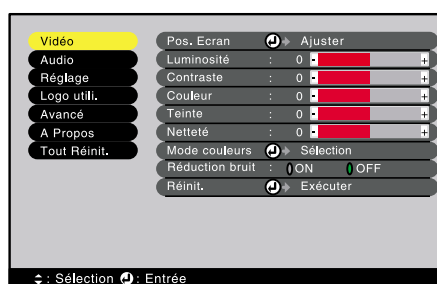 Vidéo
Audio
Réglage
Logo utili.
Avancé
A Propos
Tout Réinit.
Pos. Ecran Ajuster
Luminosité : 0 - +
Contraste : 0 - +
Couleur : 0 - +
Teinte : 0 - +
Netteté : 0 - +
Mode couleurs Sélection
Réduction bruit : ON OFF
Réinit. Exécuter
: Sélection : Entrée